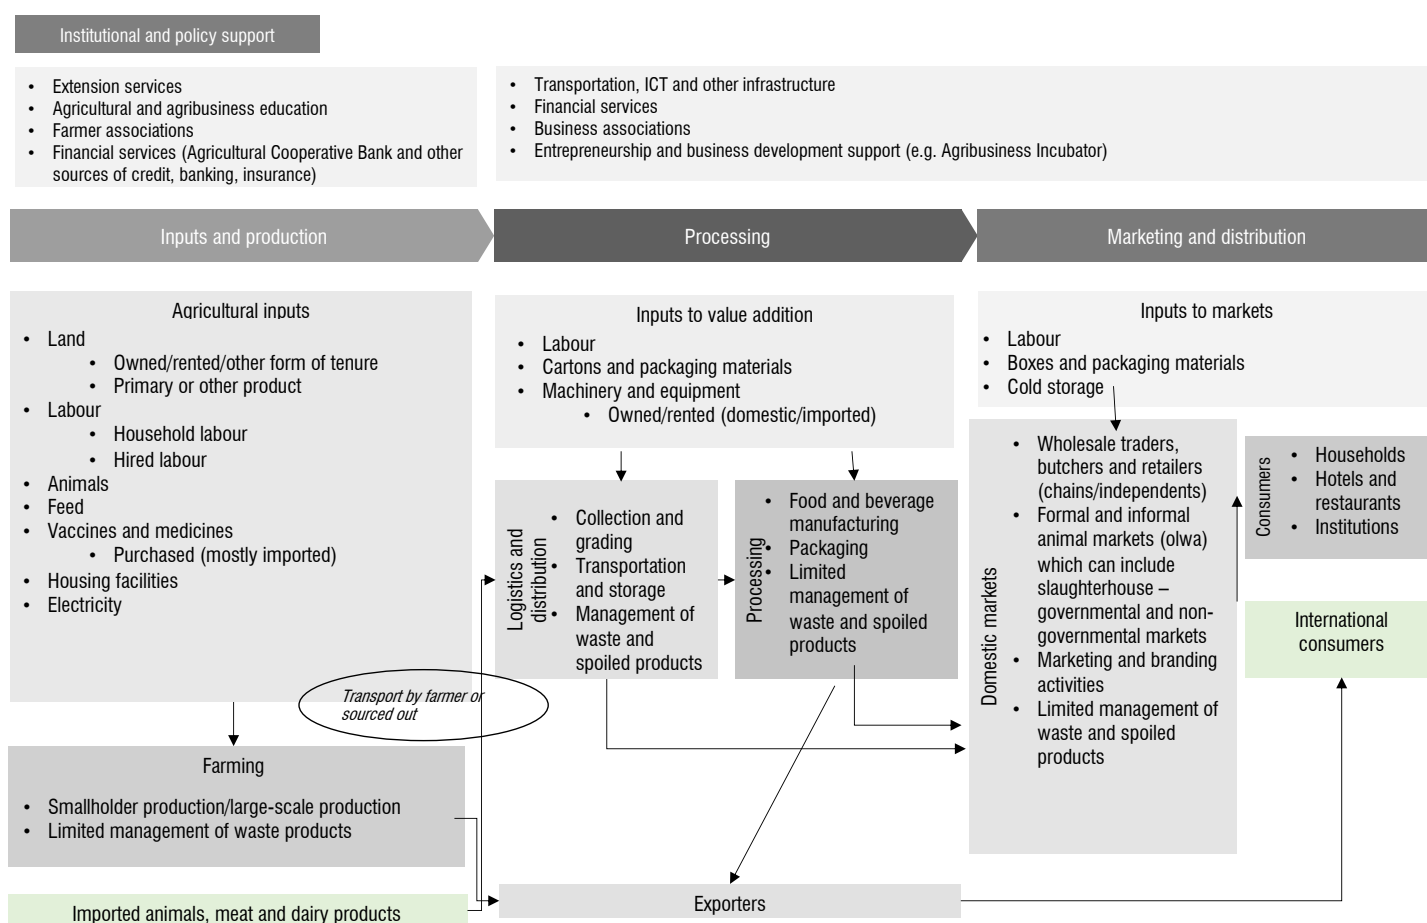 Institutional and policy support
• Extension services
• Agricultural and agribusiness education
• Farmer associations
• Financial services (Agricultural Cooperative Bank and other
sources of credit, banking, insurance)
• Transportation, ICT and other infrastructure
• Financial services
• Business associations
• Entrepreneurship and business development support (e.g. Agribusiness Incubator)
Inputs and production
Processing
Marketing and distribution
Agricultural inputs
• Land
• Owned/rented/other form of tenure
• Primary or other product
• Labour
• Household labour
• Hired labour
• Animals
• Feed
• Vaccines and medicines
• Purchased (mostly imported)
• Housing facilities
• Electricity
Transport by farmer or
sourced out
Farming
• Smallholder production/large-scale production
• Limited management of waste products
Imported animals, meat and dairy products
Inputs to value addition
• Labour
• Cartons and packaging materials
• Machinery and equipment
• Owned/rented (domestic/imported)
Logistics and
distribution
• Collection and
grading
• Transportation
and storage
• Management of
waste and
spoiled products
Processing
• Food and beverage
manufacturing
• Packaging
• Limited
management of
waste and spoiled
products
Exporters
Inputs to markets
• Labour
• Boxes and packaging materials
• Cold storage
Domestic markets
• Wholesale traders,
butchers and retailers
(chains/independents)
• Formal and informal
animal markets (olwa)
which can include
slaughterhouse –
governmental and non-
governmental markets
• Marketing and branding
activities
• Limited management of
waste and spoiled
products
Consumers
• Households
• Hotels and
restaurants
• Institutions
International
consumers